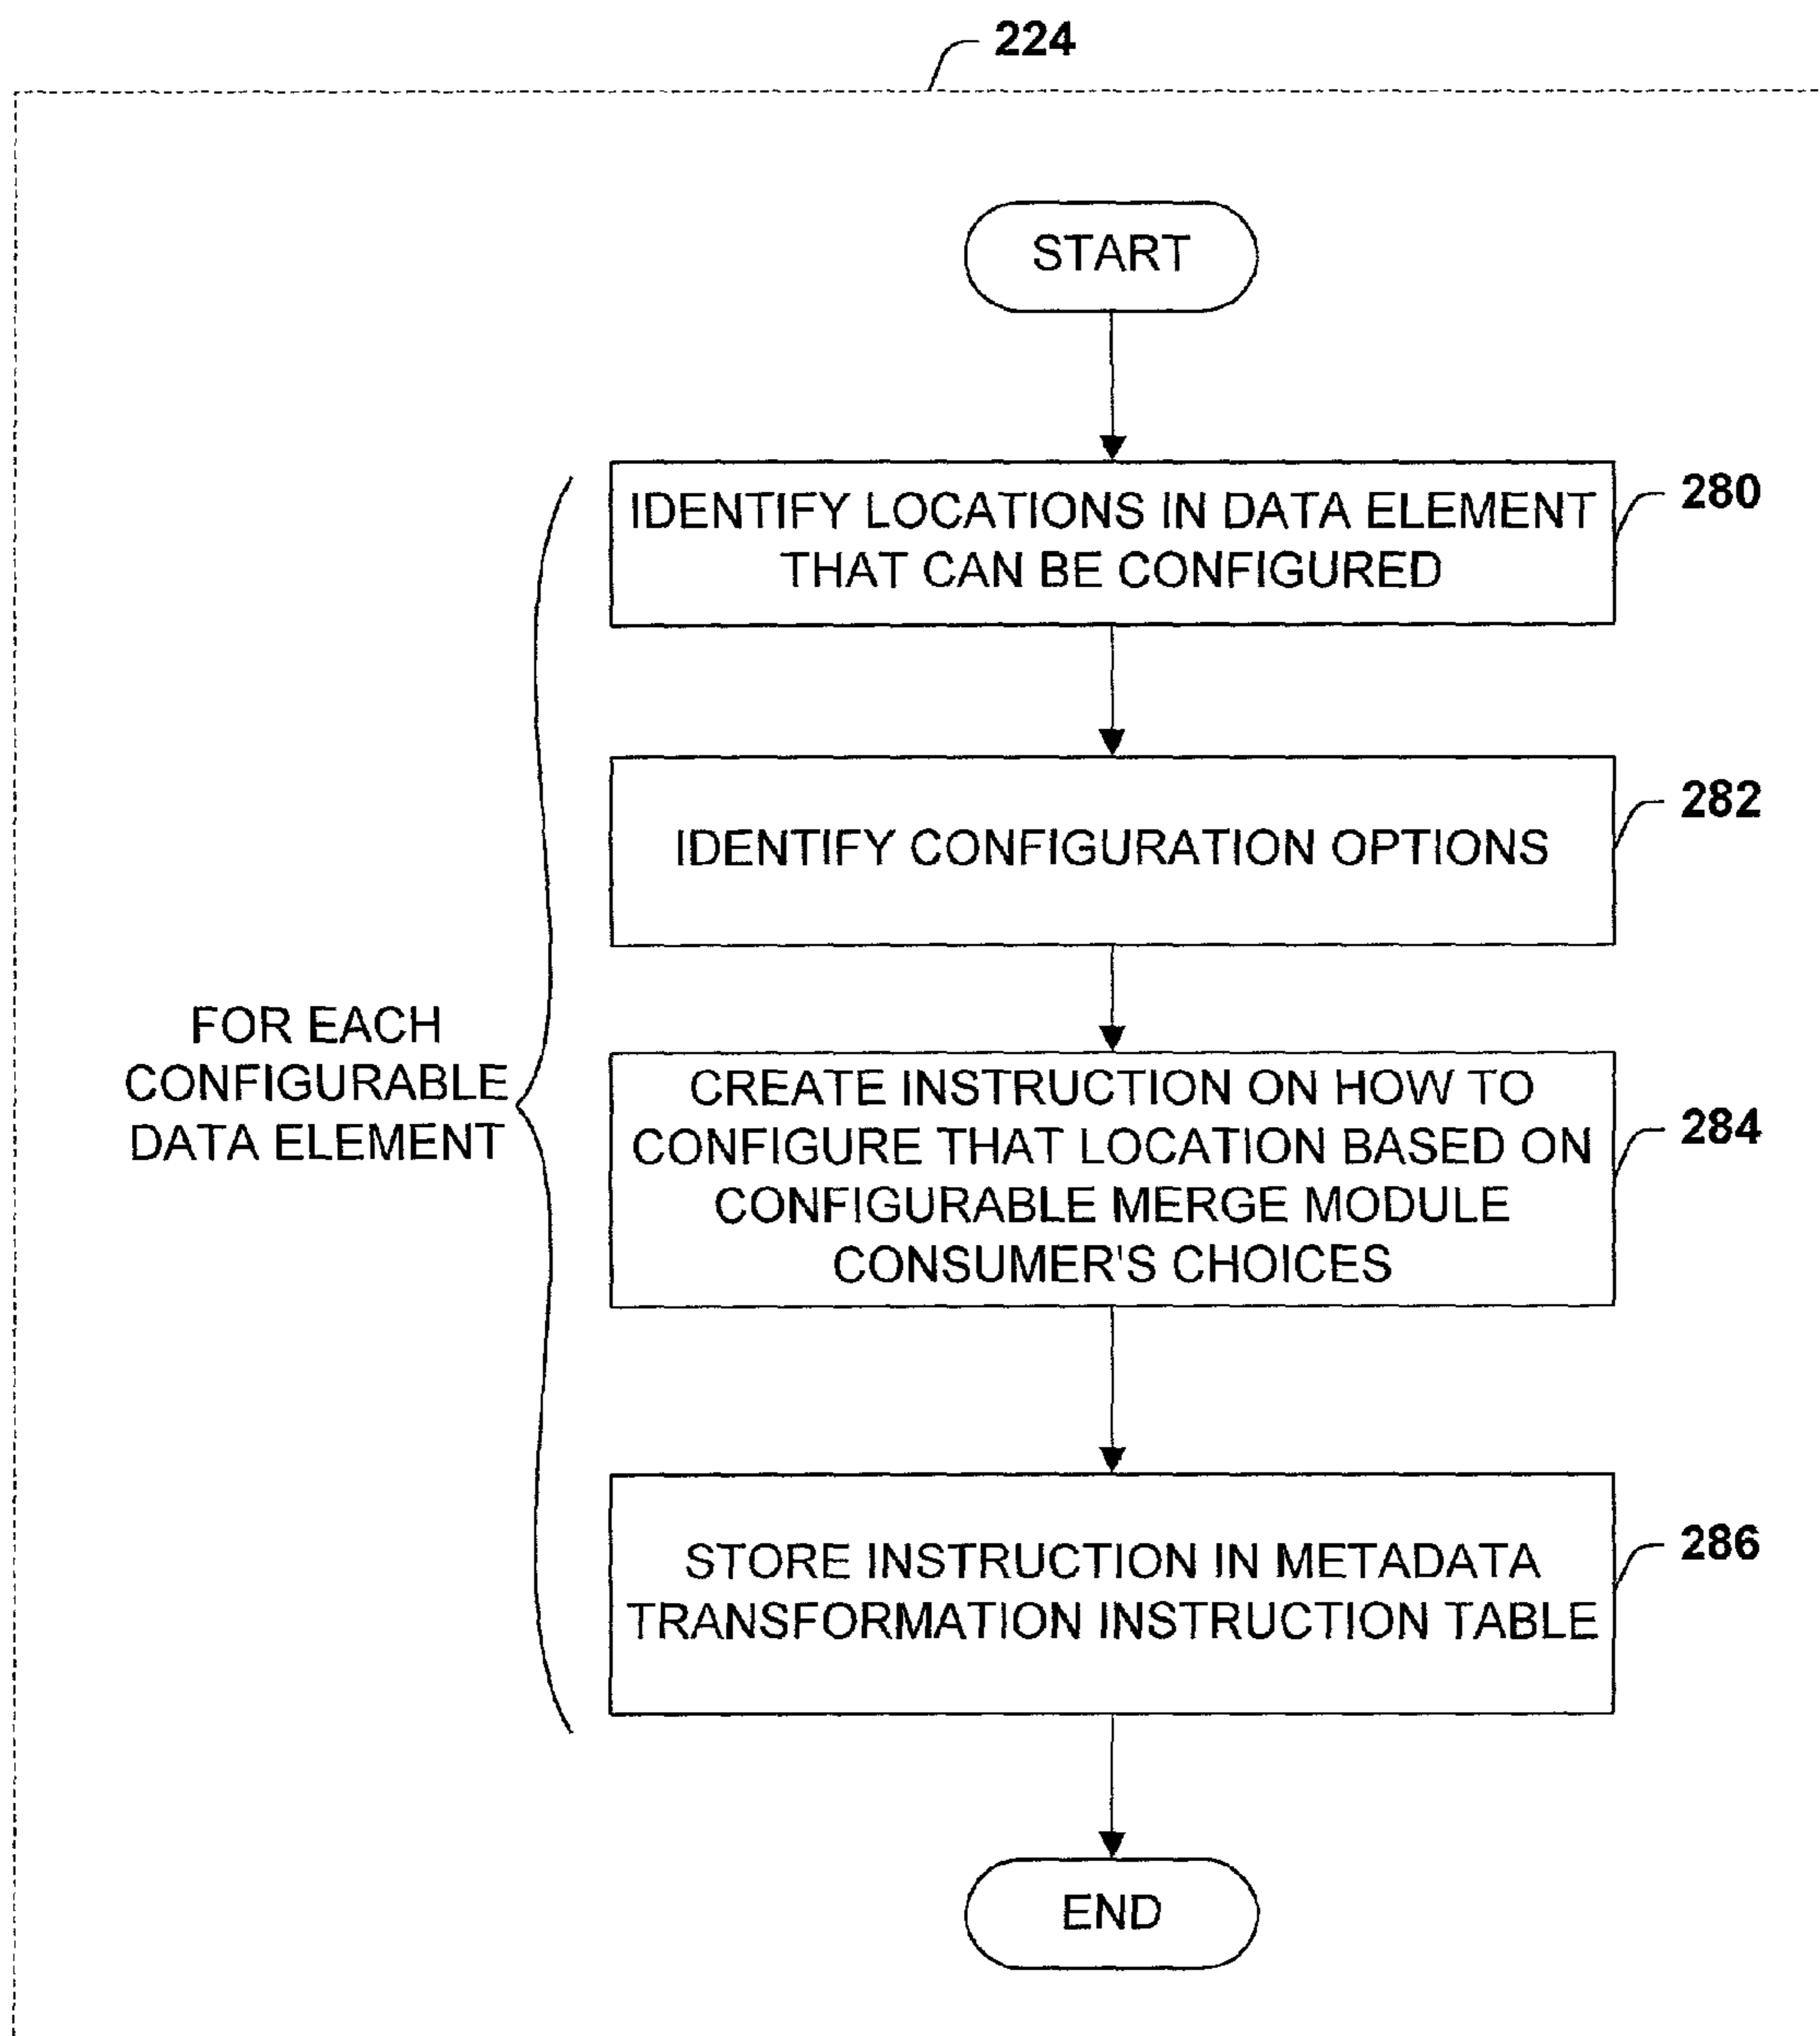 224
START
IDENTIFY LOCATIONS IN DATA ELEMENT
THAT CAN BE CONFIGURED
280
IDENTIFY CONFIGURATION OPTIONS
282
FOR EACH
CONFIGURABLE
DATA ELEMENT
CREATE INSTRUCTION ON HOW TO
CONFIGURE THAT LOCATION BASED ON
CONFIGURABLE MERGE MODULE
CONSUMER'S CHOICES
284
STORE INSTRUCTION IN METADATA
TRANSFORMATION INSTRUCTION TABLE
286
END